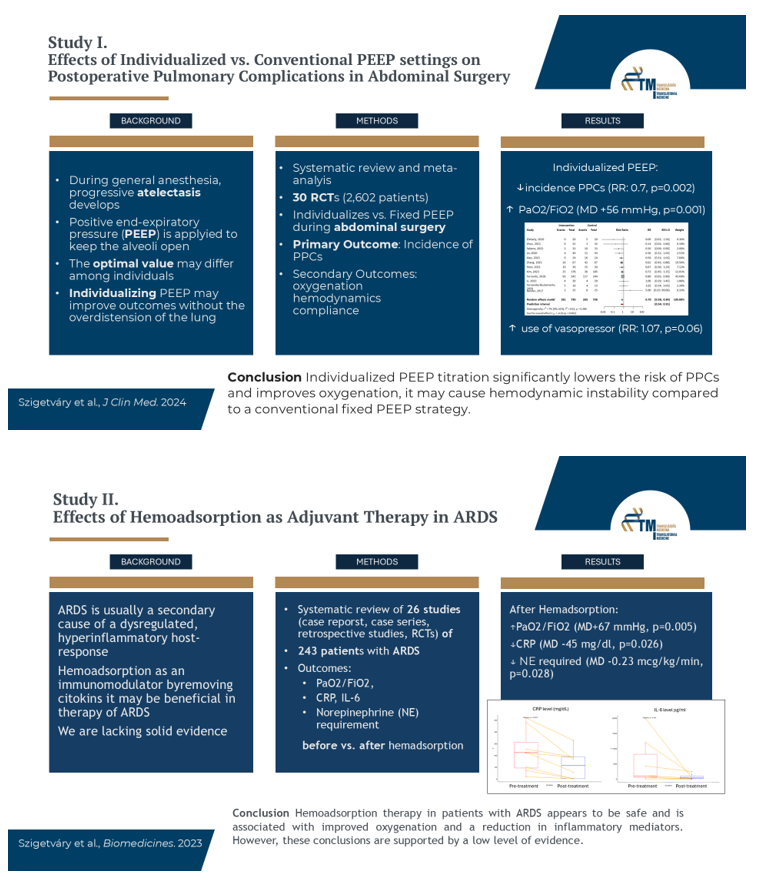 Study I.
Effects of Individualized vs. Conventional PEEP settings on
Postoperative Pulmonary Complications in Abdominal Surgery
TM
TRANSLATIONAL
MEDICINE
BACKGROUND
• During general anesthesia,
progressive atelectasis
develops
• Positive end-expiratory
pressure (PEEP) is applyied to
keep the alveoli open
• The optimal value may differ
among individuals
• Individualizing PEEP may
improve outcomes without the
overdistension of the lung
METHODS
• Systematic review and meta-
analyis
• 30 RCTs (2,602 patients)
• Individualizes vs. Fixed PEEP
during abdominal surgery
• Primary Outcome: Incidence of
PPCs
• Secondary Outcomes:
oxygenation
hemodynamics
compliance
RESULTS
Individualized PEEP:
↓incidence PPCs (RR: 0.7, p=0.002)
↑ PaO2/FiO2 (MD +56 mmHg, p=0.001)
↑ use of vasopressor (RR: 1.07, p=0.06)
Conclusion Individualized PEEP titration significantly lowers the risk of PPCs
and improves oxygenation, it may cause hemodynamic instability compared
to a conventional fixed PEEP strategy.
Szigetváry et al., J Clin Med. 2024
Study II.
Effects of Hemoadsorption as Adjuvant Therapy in ARDS
TM
TRANSLATIONAL
MEDICINE
BACKGROUND
ARDS is usually a secondary
cause of a dysregulated,
hyperinflammatory host-
response
Hemoadsorption as an
immunomodulator byremoving
citokins it may be beneficial in
therapy of ARDS
We are lacking solid evidence
METHODS
• Systematic review of 26 studies
(case reporst, case series,
retrospective studies, RCTs) of
• 243 patients with ARDS
• Outcomes:
• PaO2/FiO2,
• CRP, IL-6
• Norepinephrine (NE)
requirement
before vs. after hemadsorption
RESULTS
After Hemadsorption:
↑PaO2/FiO2 (MD+67 mmHg, p=0.005)
↓CRP (MD -45 mg/dl, p=0.026)
↓ NE required (MD -0.23 mcg/kg/min,
p=0.028)
CRP level (mg/dL)
Pre-treatment Post-treatment
IL-6 level pg/ml
Pre-treatment Post-treatment
Conclusion Hemoadsorption therapy in patients with ARDS appears to be safe and is
associated with improved oxygenation and a reduction in inflammatory mediators.
However, these conclusions are supported by a low level of evidence.
Szigetváry et al., Biomedicines. 2023